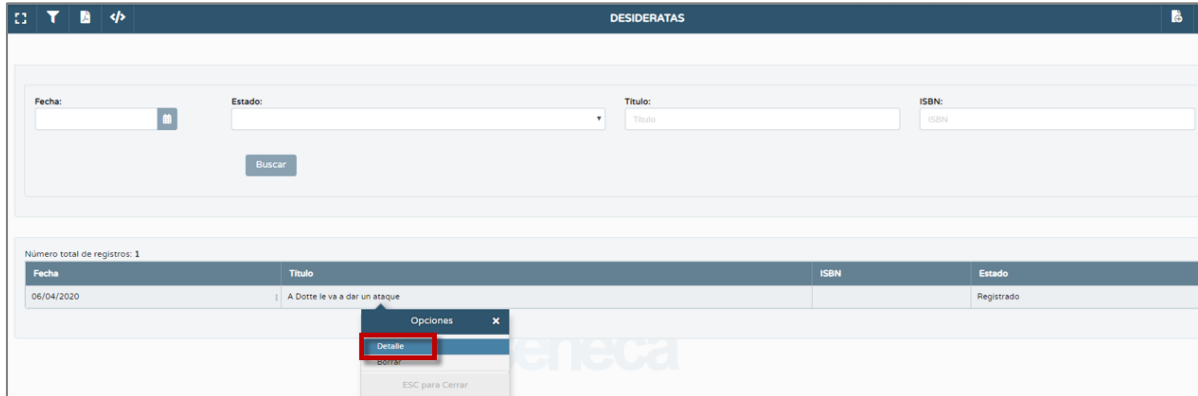 DESIDERATAS
Fecha: Estado: Título: ISBN:
Título ISBN
Buscar
Número total de registros: 1
Fecha Título ISBN Estado
06/04/2020 A Dotte le va a dar un ataque Registrado
Opciones
Detalle
Borrar
ESC para Cerrar
Seneca